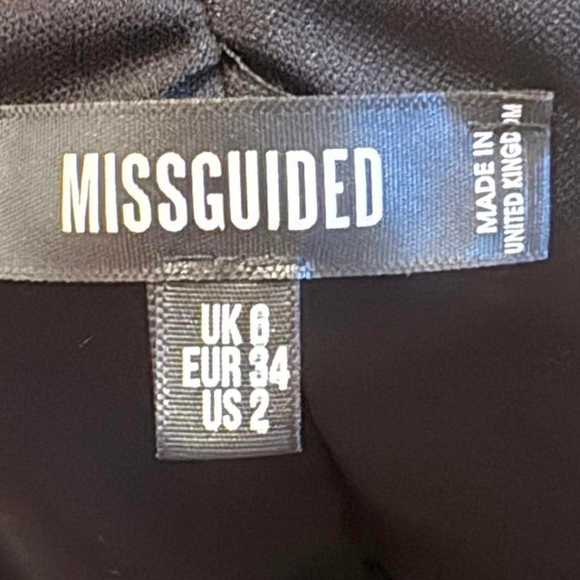 MISSGUIDED
MADE IN
UNITED KINGDOM
UK 6
EUR 34
US 2